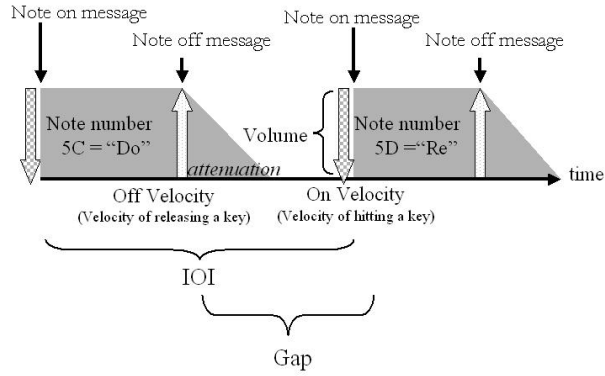 Note on message
Note on message
Note off message
Note off message
Note number
5C = “Do”
Volume
Note number
5D =“Re”
attenuation
time
Off Velocity
(Velocity of releasing a key)
On Velocity
(Velocity of hitting a key)
IOI
Gap